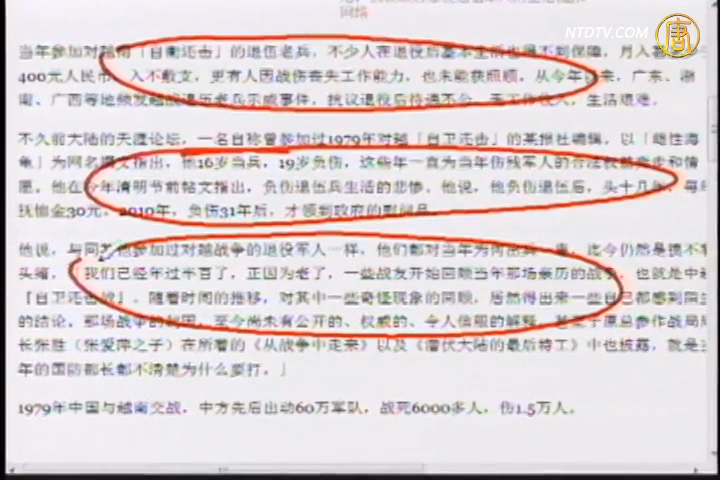 网络
NTDTV.COM
当年参加对越南「自衛还击」的退伍老兵，不少人在退役后基本生活也得不到保障，月入
400元人民币，入不敷支，更有人因战伤丧失工作能力，也未能获照顾，从今年 来，广东、湖
南、广西等地频发越战退伍老兵示威事件，抗议退役后待遇不公、 工作收入，生活艰难。
不久前大陆的天涯论坛，一名自称曾参加过1979年对越「自卫还击」的某报社编辑，以「雌性海
龟」为网名 文指出，他16岁当兵，19岁负伤，这些年一直为当年伤残军人的合法权益奔走和情
愿。他在今年清明节前帖文指出，负伤退伍兵生活的悲惨。他说，他负伤退伍后，头十几年，每
抚恤金30元。2010年，负伤31年后，才领到政府的慰问品。
他说，与同其他参加过对越战争的退役军人一样，他们都对当年为何出兵一事，迄今仍然是摸不
头绪，「我们已经年过半百了，正因为老了，一些战友开始回顾当年那场亲历的战争，也就是中
「自卫还击战」。随着时间的推移，对其中一些奇怪现象的回顾，居然得出来一些自己都感到
的结论。那场战争的起因，至今尚未有公开的、权威的、令人信服的解释，甚至于原总参作战局
长张胜（张爱萍之子）在所着的《从战争中走来》以及《潜伏大陆的最后特工》中也披露，就是
年的国防部长都不清楚为什么要打。」
1979年中国与越南交战，中方先后出动60万军队，战死6000多人，伤1.5万人。